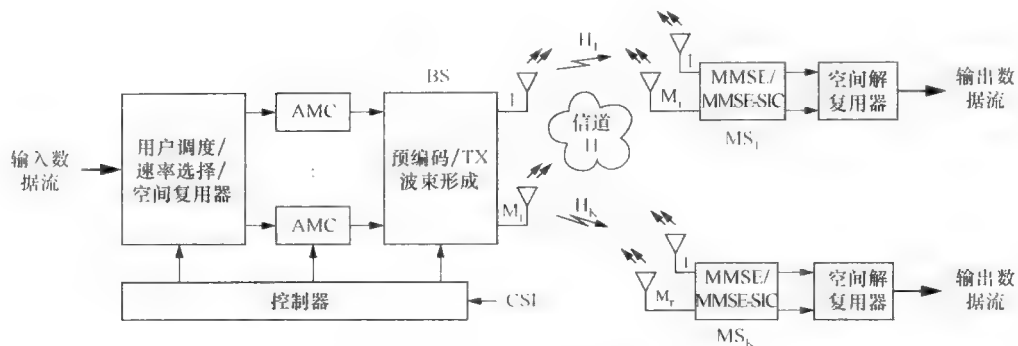 输入数
据流
用户调度/
速率选择/
空间复用器
AMC
:
AMC
BS
预编码/TX
波束形成
控制器
CSI
1
M_t
H_1
信道
H
H_K
1
M_r
MMSE/
MMSE-SIC
MS_1
空间解
复用器
输出数
据流
1
M_r
MMSE/
MMSE-SIC
MS_K
空间解
复用器
输出数
据流